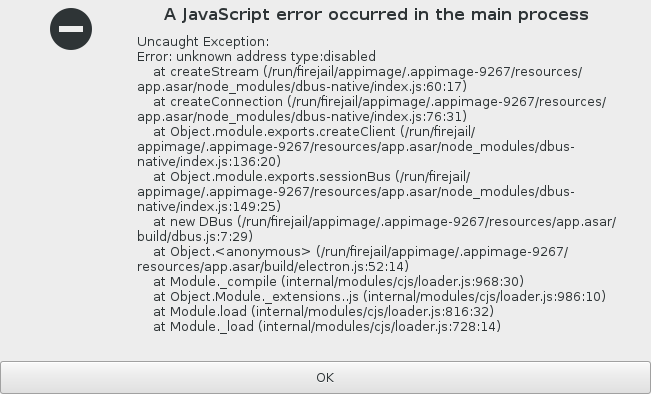 A JavaScript error occurred in the main process
Uncaught Exception:
Error: unknown address type:disabled
at createStream (/run/firejail/appimage/.appimage-9267/resources/
app.asar/node_modules/dbus-native/index.js:60:17)
at createConnection (/run/firejail/appimage/.appimage-9267/resources/
app.asar/node_modules/dbus-native/index.js:76:31)
at Object.module.exports.createClient (/run/firejail/
appimage/.appimage-9267/resources/app.asar/node_modules/dbus-
native/index.js:136:20)
at Object.module.exports.sessionBus (/run/firejail/
appimage/.appimage-9267/resources/app.asar/node_modules/dbus-
native/index.js:149:25)
at new DBus (/run/firejail/appimage/.appimage-9267/resources/app.asar/
build/dbus.js:7:29)
at Object.<anonymous> (/run/firejail/appimage/.appimage-9267/
resources/app.asar/build/electron.js:52:14)
at Module._compile (internal/modules/cjs/loader.js:968:30)
at Object.Module._extensions..js (internal/modules/cjs/loader.js:986:10)
at Module.load (internal/modules/cjs/loader.js:816:32)
at Module._load (internal/modules/cjs/loader.js:728:14)
OK